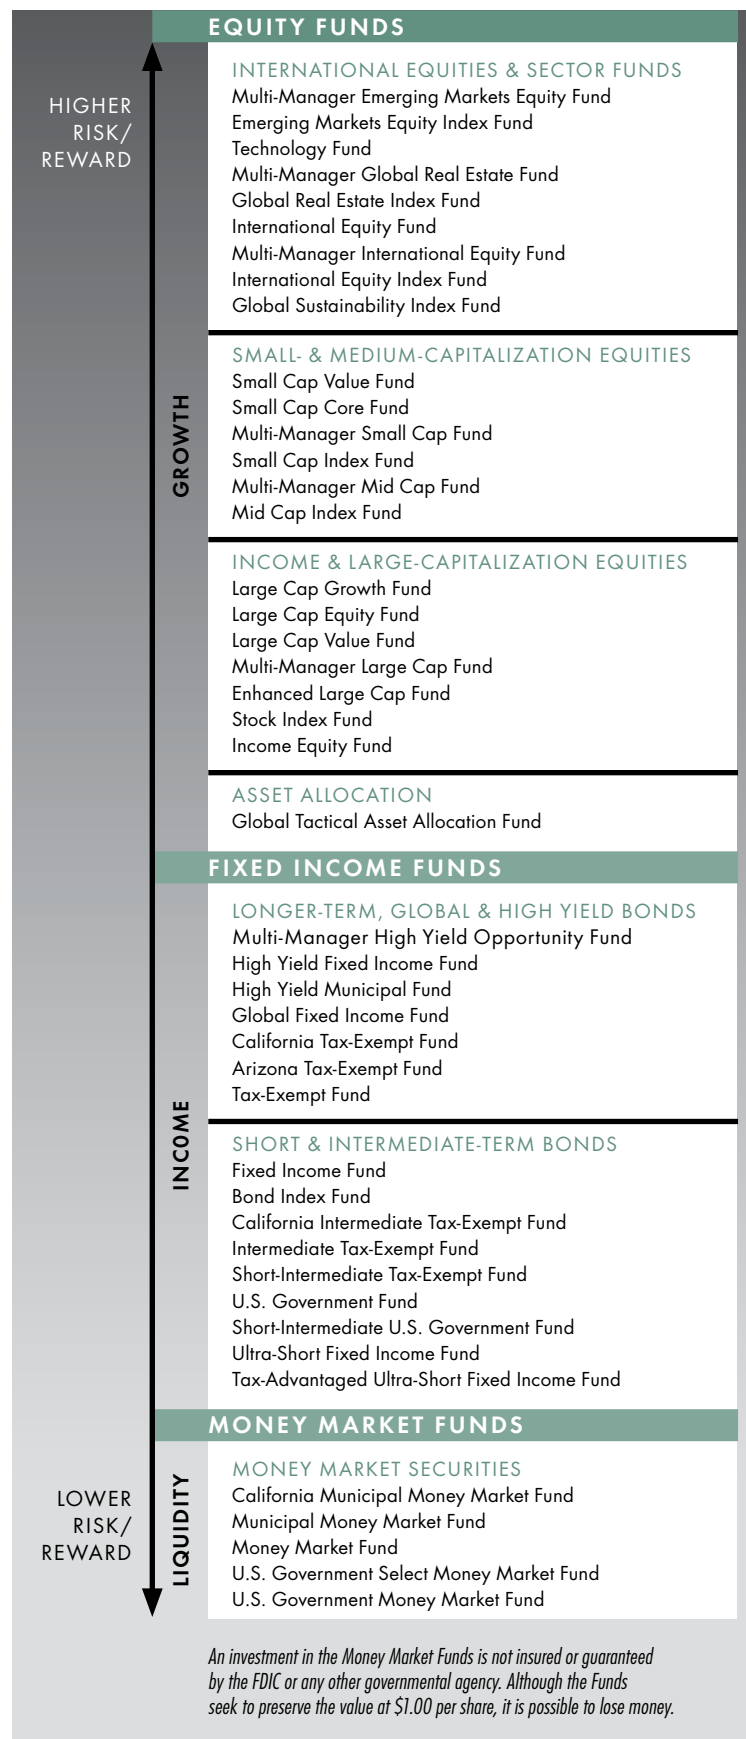 EQUITY FUNDS
HIGHER
RISK/
REWARD
INTERNATIONAL EQUITIES & SECTOR FUNDS
Multi-Manager Emerging Markets Equity Fund
Emerging Markets Equity Index Fund
Technology Fund
Multi-Manager Global Real Estate Fund
Global Real Estate Index Fund
International Equity Fund
Multi-Manager International Equity Fund
International Equity Index Fund
Global Sustainability Index Fund
GROWTH
SMALL- & MEDIUM-CAPITALIZATION EQUITIES
Small Cap Value Fund
Small Cap Core Fund
Multi-Manager Small Cap Fund
Small Cap Index Fund
Multi-Manager Mid Cap Fund
Mid Cap Index Fund
INCOME & LARGE-CAPITALIZATION EQUITIES
Large Cap Growth Fund
Large Cap Equity Fund
Large Cap Value Fund
Multi-Manager Large Cap Fund
Enhanced Large Cap Fund
Stock Index Fund
Income Equity Fund
ASSET ALLOCATION
Global Tactical Asset Allocation Fund
FIXED INCOME FUNDS
LONGER-TERM, GLOBAL & HIGH YIELD BONDS
Multi-Manager High Yield Opportunity Fund
High Yield Fixed Income Fund
High Yield Municipal Fund
Global Fixed Income Fund
California Tax-Exempt Fund
Arizona Tax-Exempt Fund
Tax-Exempt Fund
INCOME
SHORT & INTERMEDIATE-TERM BONDS
Fixed Income Fund
Bond Index Fund
California Intermediate Tax-Exempt Fund
Intermediate Tax-Exempt Fund
Short-Intermediate Tax-Exempt Fund
U.S. Government Fund
Short-Intermediate U.S. Government Fund
Ultra-Short Fixed Income Fund
Tax-Advantaged Ultra-Short Fixed Income Fund
MONEY MARKET FUNDS
LOWER
RISK/
REWARD
LIQUIDITY
MONEY MARKET SECURITIES
California Municipal Money Market Fund
Municipal Money Market Fund
Money Market Fund
U.S. Government Select Money Market Fund
U.S. Government Money Market Fund
An investment in the Money Market Funds is not insured or guaranteed
by the FDIC or any other governmental agency. Although the Funds
seek to preserve the value at $1.00 per share, it is possible to lose money.